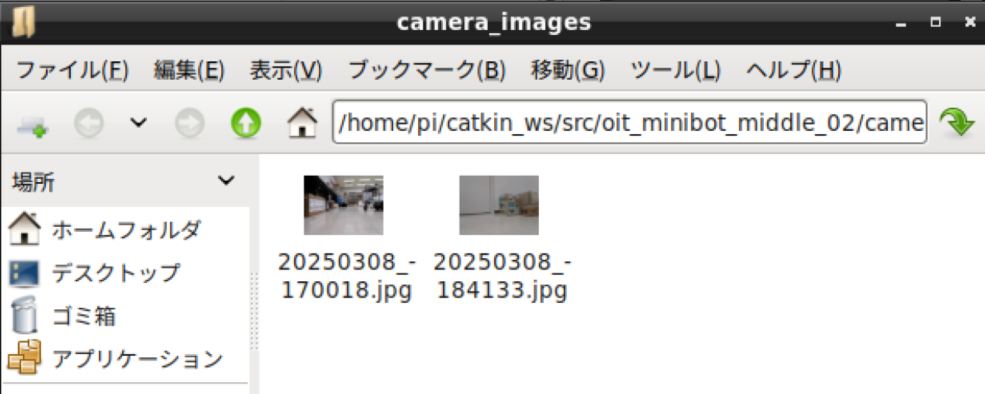 camera_images
ファイル(F) 編集(E) 表示(V) ブックマーク(B) 移動(G) ツール(L) ヘルプ(H)
/home/pi/catkin_ws/src/oit_minibot_middle_02/came
場所
ホームフォルダ
デスクトップ
ゴミ箱
アプリケーション
20250308_-
170018.jpg
20250308_-
184133.jpg